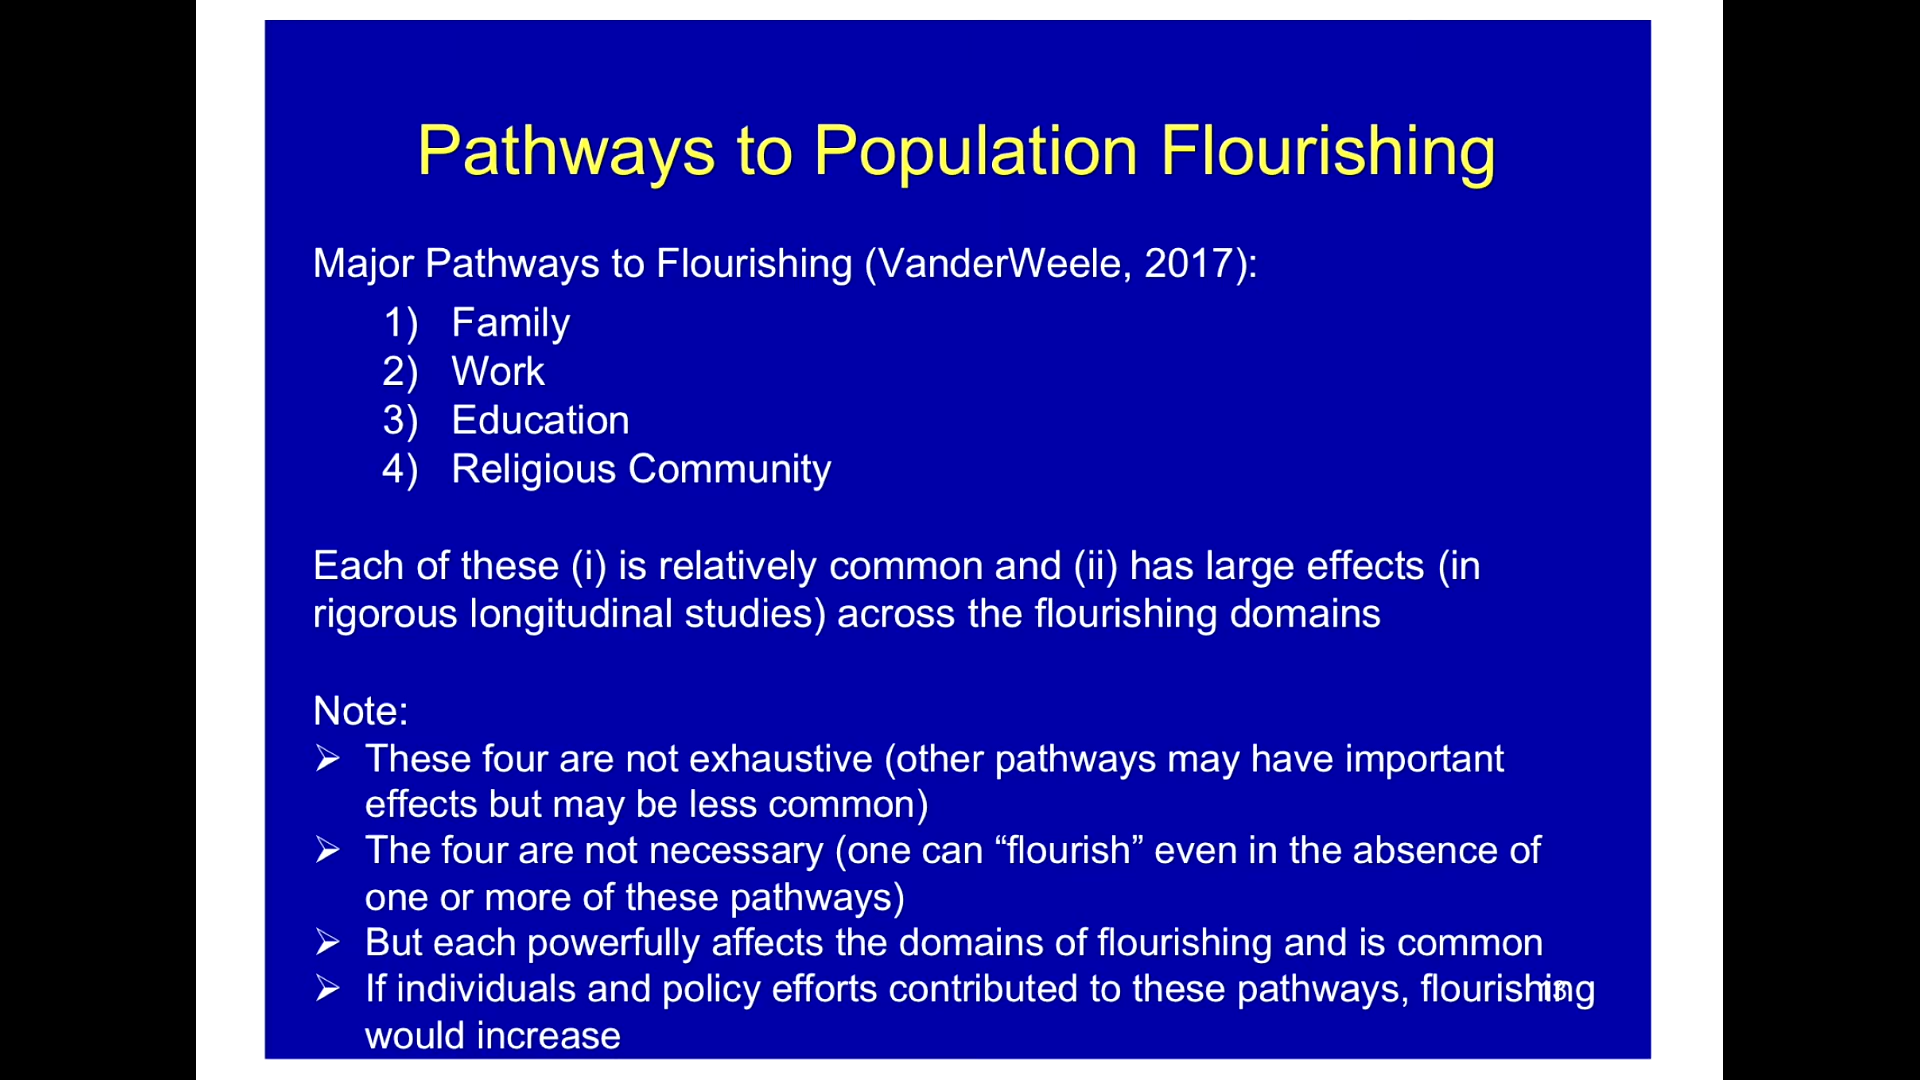 Pathways to Population Flourishing
Major Pathways to Flourishing (VanderWeele, 2017):
1) Family
2) Work
3) Education
4) Religious Community
Each of these (i) is relatively common and (ii) has large effects (in
rigorous longitudinal studies) across the flourishing domains
Note:
➢ These four are not exhaustive (other pathways may have important
effects but may be less common)
➢ The four are not necessary (one can “flourish” even in the absence of
one or more of these pathways)
➢ But each powerfully affects the domains of flourishing and is common
➢ If individuals and policy efforts contributed to these pathways, flourishing
would increase